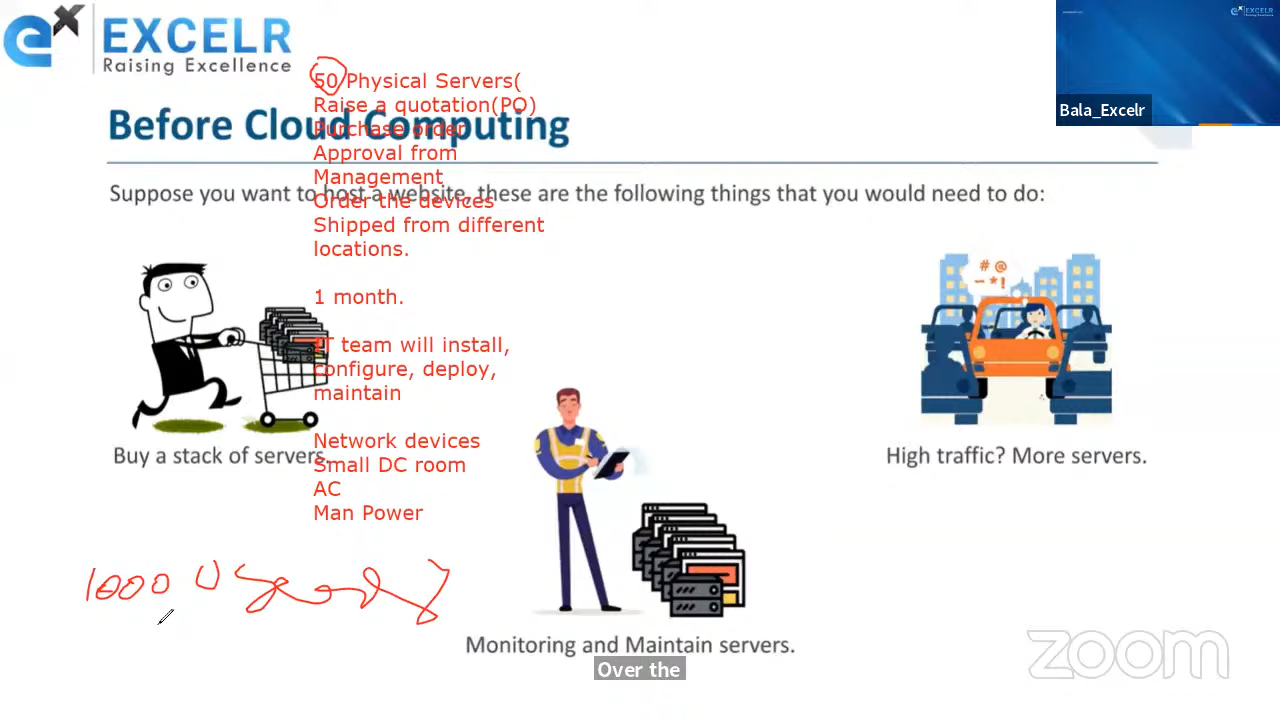 EXCELR
Raising Excellence
Before Cloud Computing
50 Physical Servers(
Raise a quotation(PO)
Purchase order
Approval from
Management
Order the devices
Shipped from different
locations.
1 month.
IT team will install,
configure, deploy,
maintain
Network devices
Small DC room
AC
Man Power
Suppose you want to host a website, these are the following things that you would need to do:
# @
Buy a stack of servers.
High traffic? More servers.
1000
Monitoring and Maintain servers.
Over the
zoom
EXCELR
Bala_Excelr